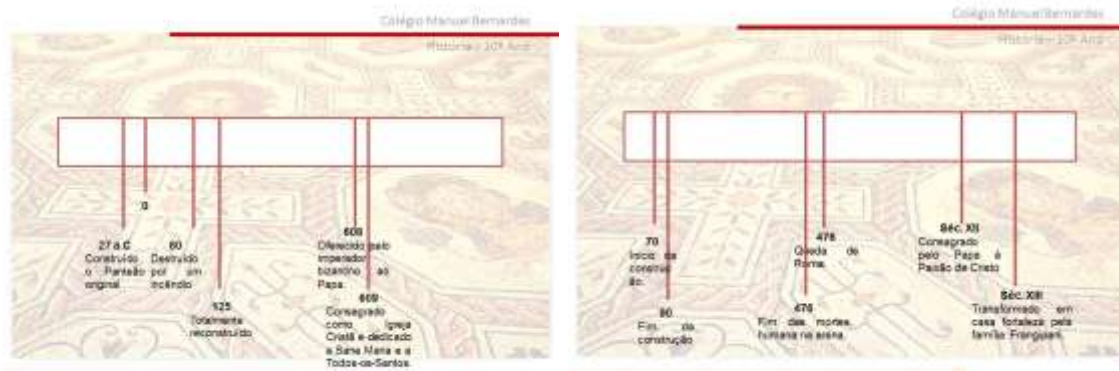 Colégio Manuel Bernardes
História – 10º Ano
0
27 a.C
Construído
o Panteão
original
80
Destruído
por um
incêndio
125
Totalmente
reconstruído
608
Oferecido pelo
imperador
bizantino ao
Papa.
609
Consagrado
como Igreja
Cristã e dedicado
a Santa Maria e a
Todos-os-Santos.
Colégio Manuel Bernardes
História – 10º Ano
70
Início da
constru
ão.
80
Fim da
construção
476
Queda de
Roma.
Fim das mortes
humana na arena.
Séc. XII
Consagrado
pelo Papa à
Paixão de Cristo
Séc. XIII
Transformado em
casa fortaleza pela
família Frangipani.